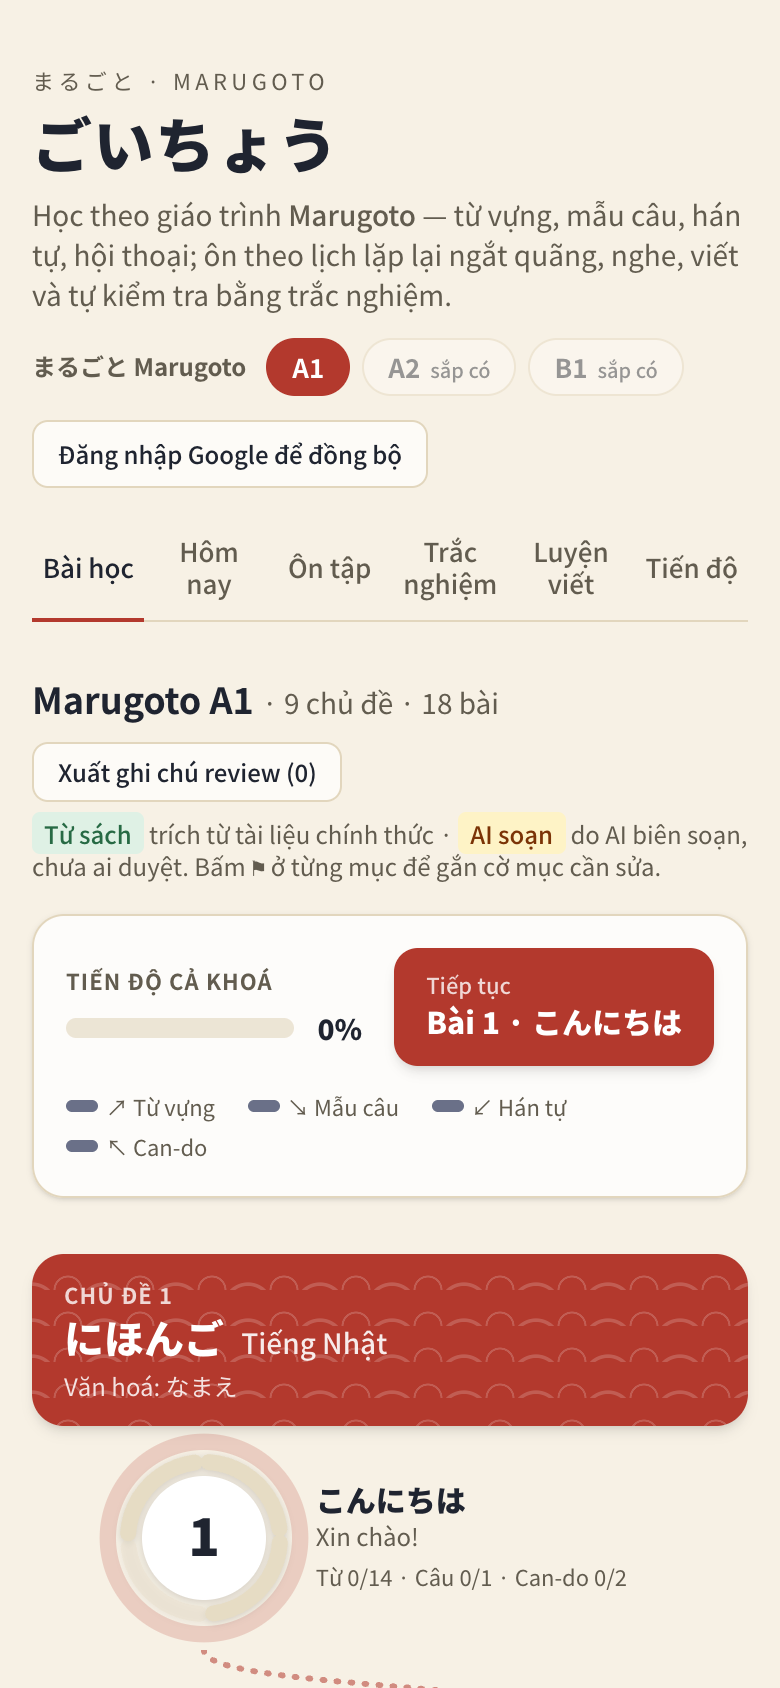 まるごと · MARUGOTO
ごいちょう
Học theo giáo trình Marugoto — từ vựng, mẫu câu, hán
tự, hội thoại; ôn theo lịch lặp lại ngắt quãng, nghe, viết
và tự kiểm tra bằng trắc nghiệm.
まるごと Marugoto A1 A2 sắp có B1 sắp có
Đăng nhập Google để đồng bộ
Bài học Hôm nay Ôn tập Trắc nghiệm Luyện viết Tiến độ
Marugoto A1 · 9 chủ đề · 18 bài
Xuất ghi chú review (0)
Từ sách trích từ tài liệu chính thức · AI soạn do AI biên soạn,
chưa ai duyệt. Bấm ⚑ ở từng mục để gắn cờ mục cần sửa.
TIẾN ĐỘ CẢ KHOÁ
0%
Tiếp tục
Bài 1 · こんにちは
↗ Từ vựng ↘ Mẫu câu ↙ Hán tự
↖ Can-do
CHỦ ĐỀ 1
にほんご Tiếng Nhật
Văn hoá: なまえ
1
こんにちは
Xin chào!
Từ 0/14 · Câu 0/1 · Can-do 0/2